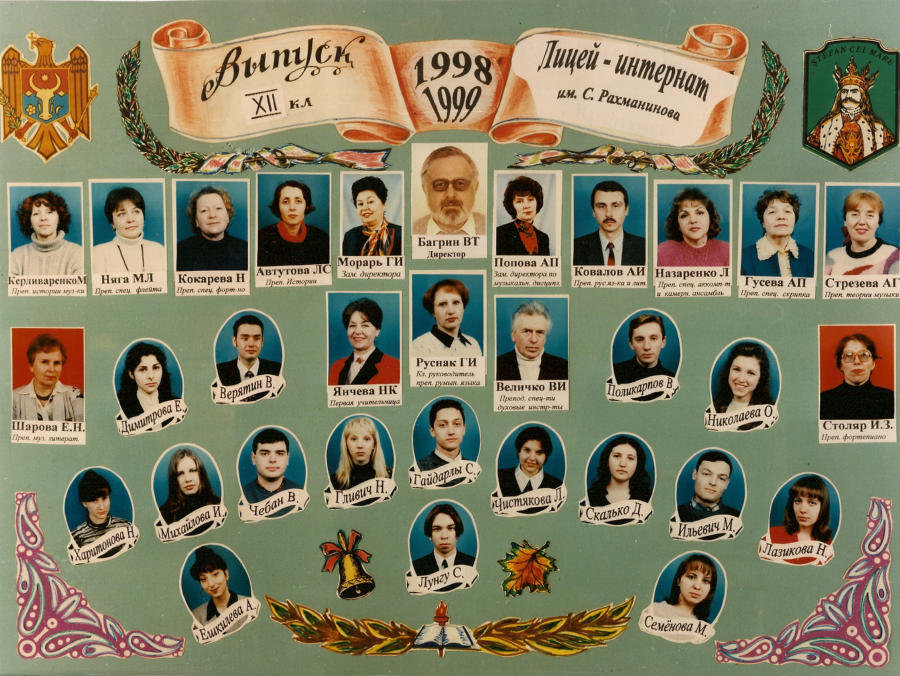 Выпуск
XII кл
1998
1999
Лицей - интернат
им. С. Рахманинова
ŞTEFAN CEL MARE
Кердиваренко М
Преп. истории муз-ки
Няга МЛ
Преп. спец. флейта
Кокарева Н
Преп. спец. форт-но
Автутова ЛС
Преп. Истории
Морарь ГИ
Зам. директора
Багрин ВТ
Директор
Попова АП
Зам. директора по
музыкальн. дисципл.
Ковалов АИ
Преп. рус.яз-ка и лит.
Назаренко Л
Преп. спец. аккомп-т
и камерн. ансамбль
Гусева АП
Преп. спец. скрипка
Стрезева АГ
Преп. теории музыки
Шарова Е.Н.
Преп. муз. литерат.
Димитрова Е.
Верятин В.
Янчева НК
Первая учительница
Руснак ГИ
Кл. руководитель
преп. румын. языка
Величко ВИ
Препод. спец-ти
духовые инстр-ты
Поликарпов В.
Николаева О.
Столяр И.З.
Преп. фортепиано
Харитонова Н.
Михайлова И.
Чебан В.
Гливич Н.
Гайдарлы С.
Чистякова Л.
Скалько Д.
Ильевич М.
Лазикова Н.
Ешкилева А.
Лунгу С.
Семёнова М.